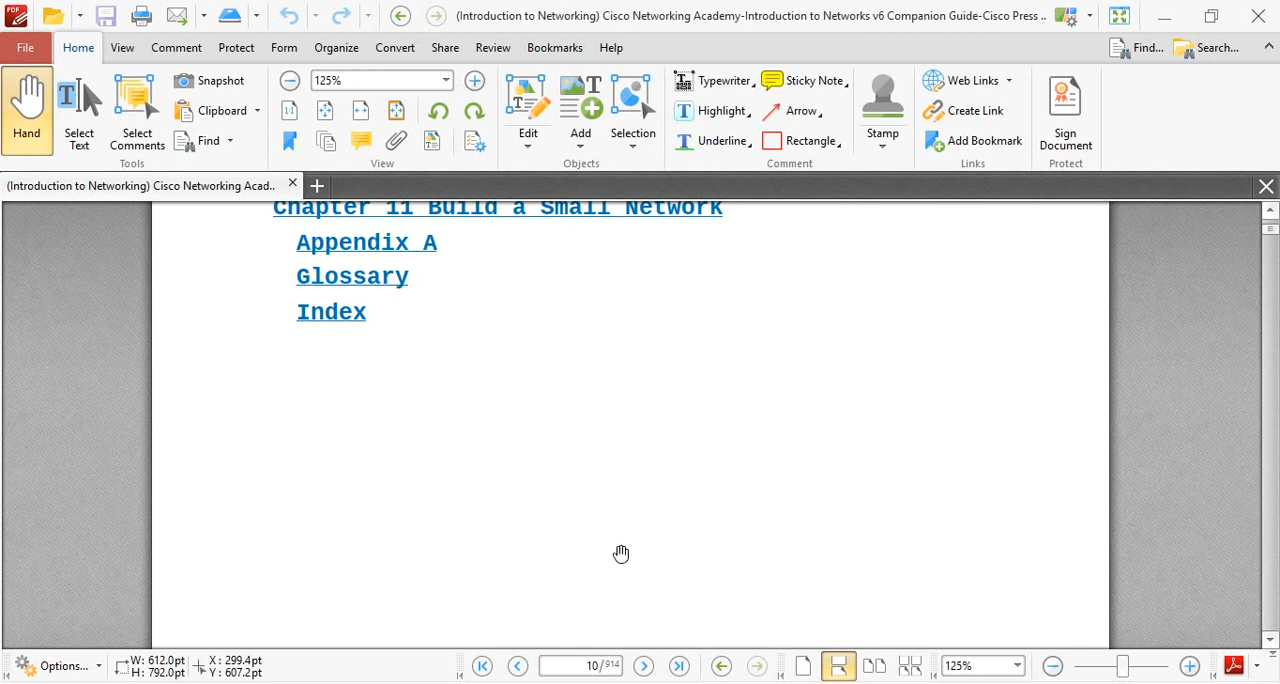 (Introduction to Networking) Cisco Networking Academy-Introduction to Networks v6 Companion Guide-Cisco Press ..
File Home View Comment Protect Form Organize Convert Share Review Bookmarks Help Find... Search...
Hand
Select Text
Select Comments
Snapshot
Clipboard
Find
Tools
125%
View
Edit
Add
Selection
Objects
Typewriter
Sticky Note
Highlight
Arrow
Underline
Rectangle
Stamp
Comment
Web Links
Create Link
Add Bookmark
Links
Sign Document
Protect
(Introduction to Networking) Cisco Networking Acad..
Chapter 11 Build a Small Network
Appendix A
Glossary
Index
Options...
W: 612.0pt
H: 792.0pt
X: 299.4pt
Y: 607.2pt
10/914
125%